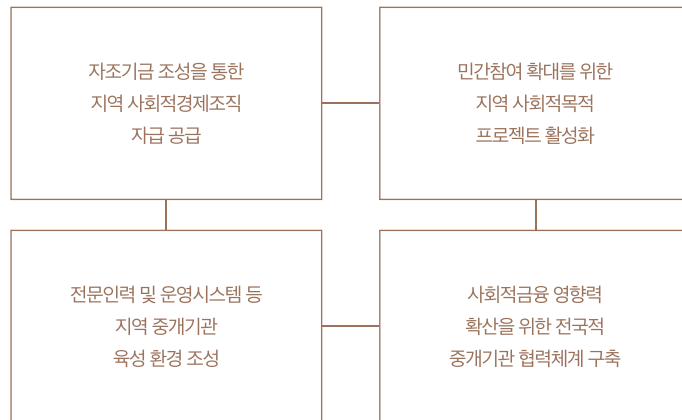 자조기금 조성을 통한
지역 사회적경제조직
자급 공급
민간참여 확대를 위한
지역 사회적목적
프로젝트 활성화
전문인력 및 운영시스템 등
지역 중개기관
육성 환경 조성
사회적금융 영향력
확산을 위한 전국적
중개기관 협력체계 구축